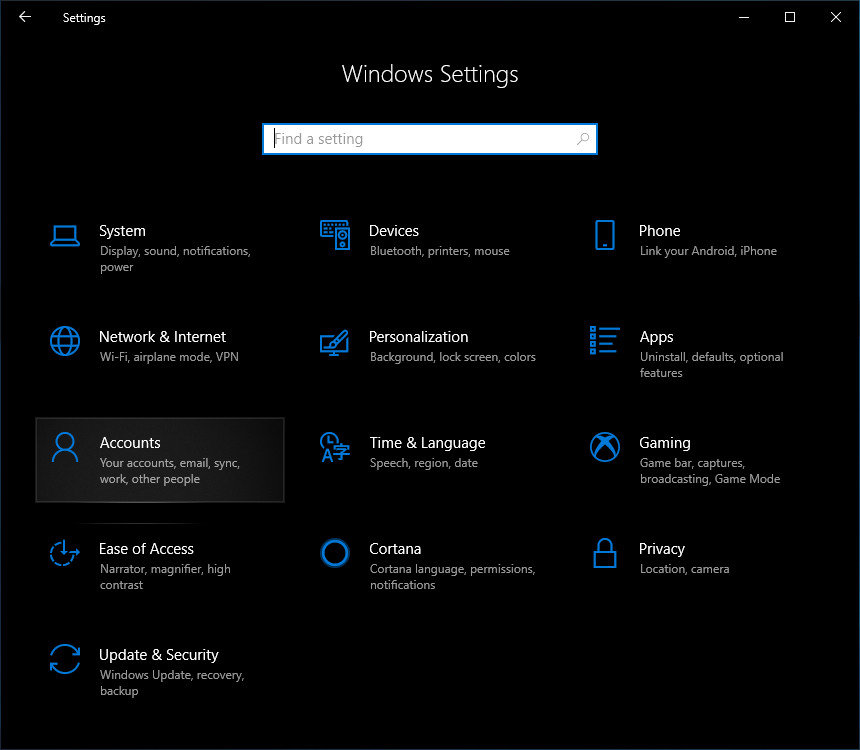 Settings
Windows Settings
Find a setting
System
Display, sound, notifications,
power
Devices
Bluetooth, printers, mouse
Phone
Link your Android, iPhone
Network & Internet
Wi-Fi, airplane mode, VPN
Personalization
Background, lock screen, colors
Apps
Uninstall, defaults, optional
features
Accounts
Your accounts, email, sync,
work, other people
Time & Language
Speech, region, date
Gaming
Game bar, captures,
broadcasting, Game Mode
Ease of Access
Narrator, magnifier, high
contrast
Cortana
Cortana language, permissions,
notifications
Privacy
Location, camera
Update & Security
Windows Update, recovery,
backup